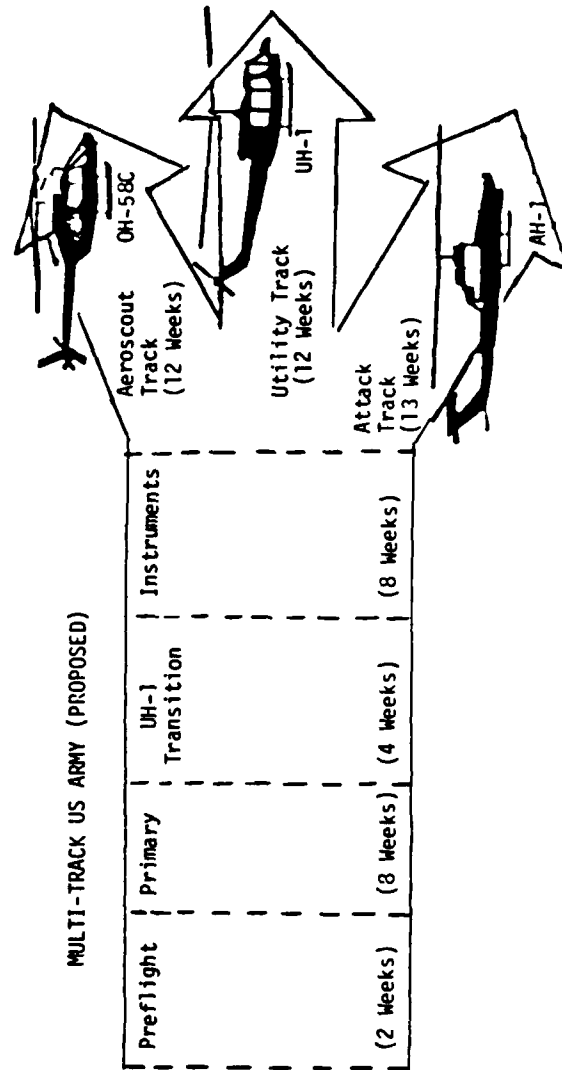 MULTI-TRACK US ARMY (PROPOSED)
Preflight
(2 Weeks)
Primary
(8 Weeks)
UH-1
Transition
(4 Weeks)
Instruments
(8 Weeks)
Aeroscout
Track
(12 Weeks)
OH-58C
Utility Track
(12 Weeks)
UH-1
Attack
Track
(13 Weeks)
AH-1